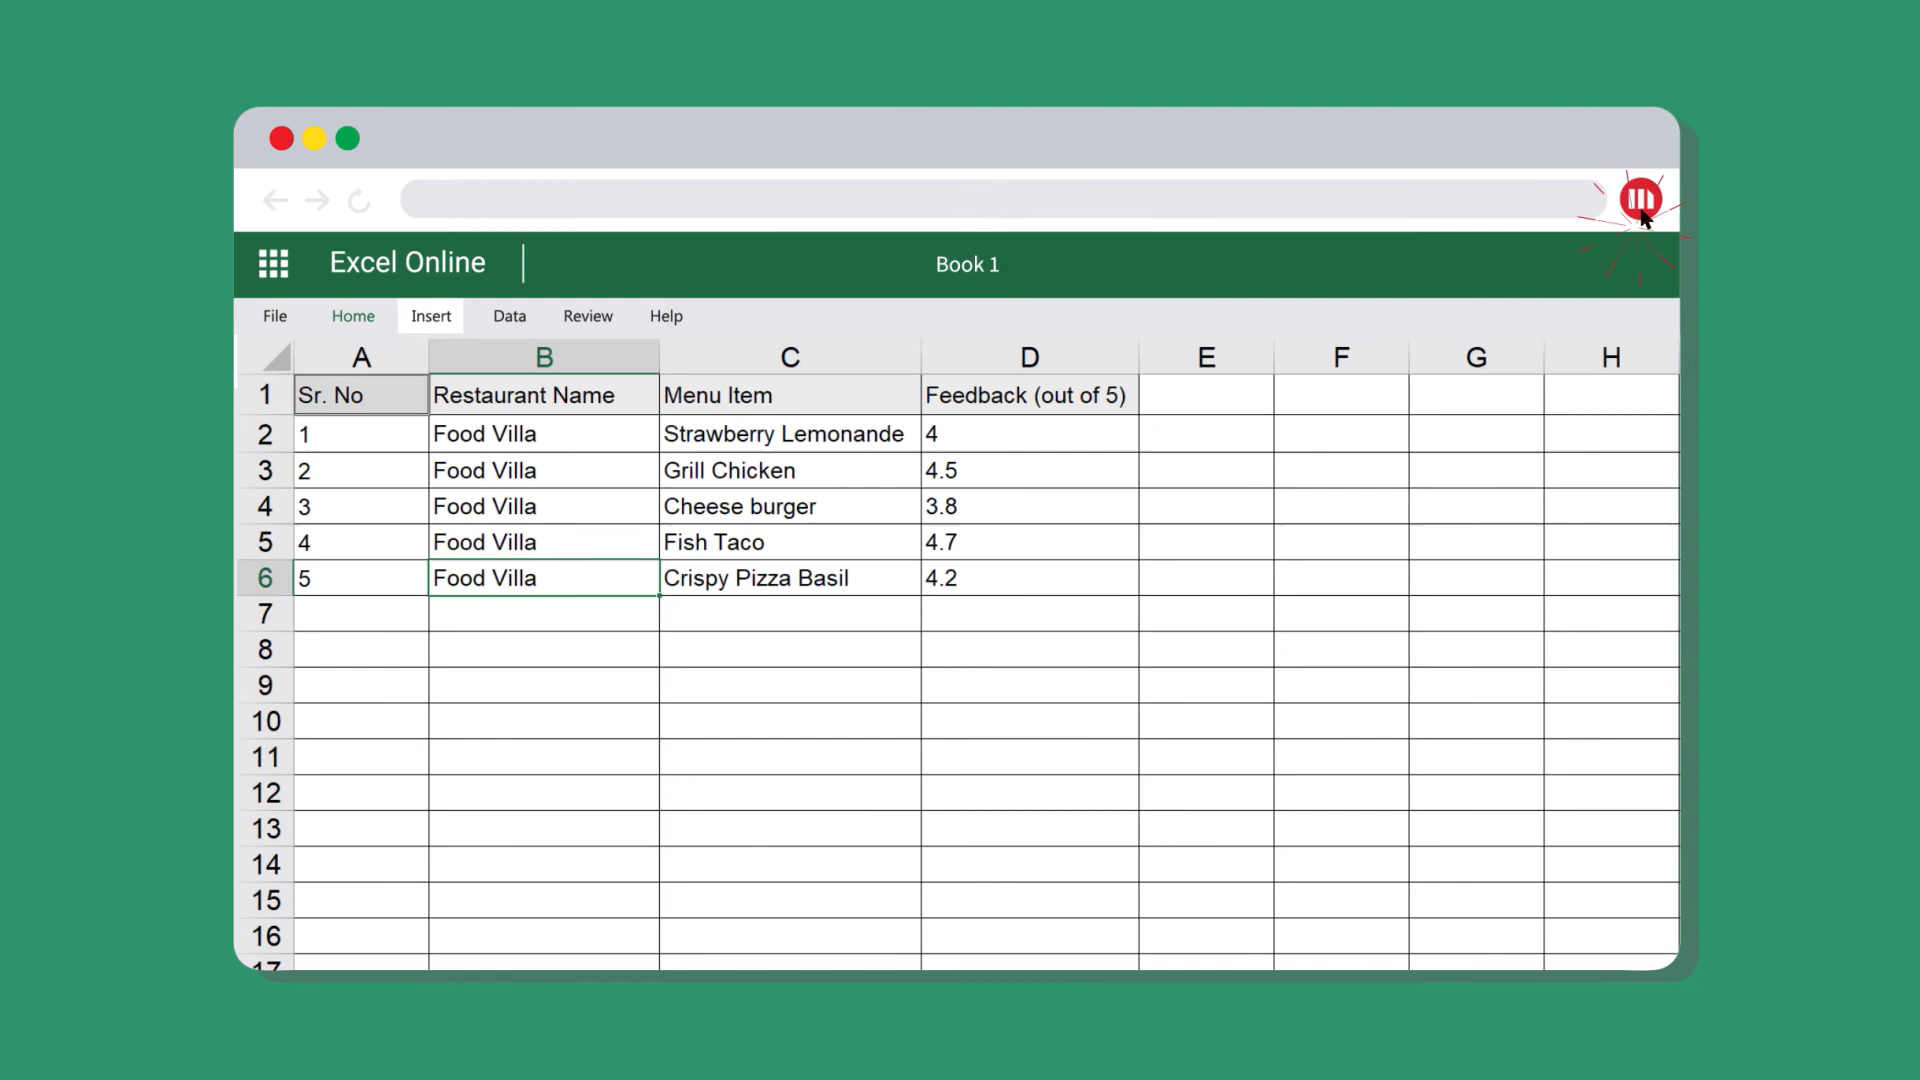 Excel Online
Book 1
File Home Insert Data Review Help
A B C D E F G H
1 Sr. No Restaurant Name Menu Item Feedback (out of 5)
2 1 Food Villa Strawberry Lemonande 4
3 2 Food Villa Grill Chicken 4.5
4 3 Food Villa Cheese burger 3.8
5 4 Food Villa Fish Taco 4.7
6 5 Food Villa Crispy Pizza Basil 4.2
7
8
9
10
11
12
13
14
15
16
17